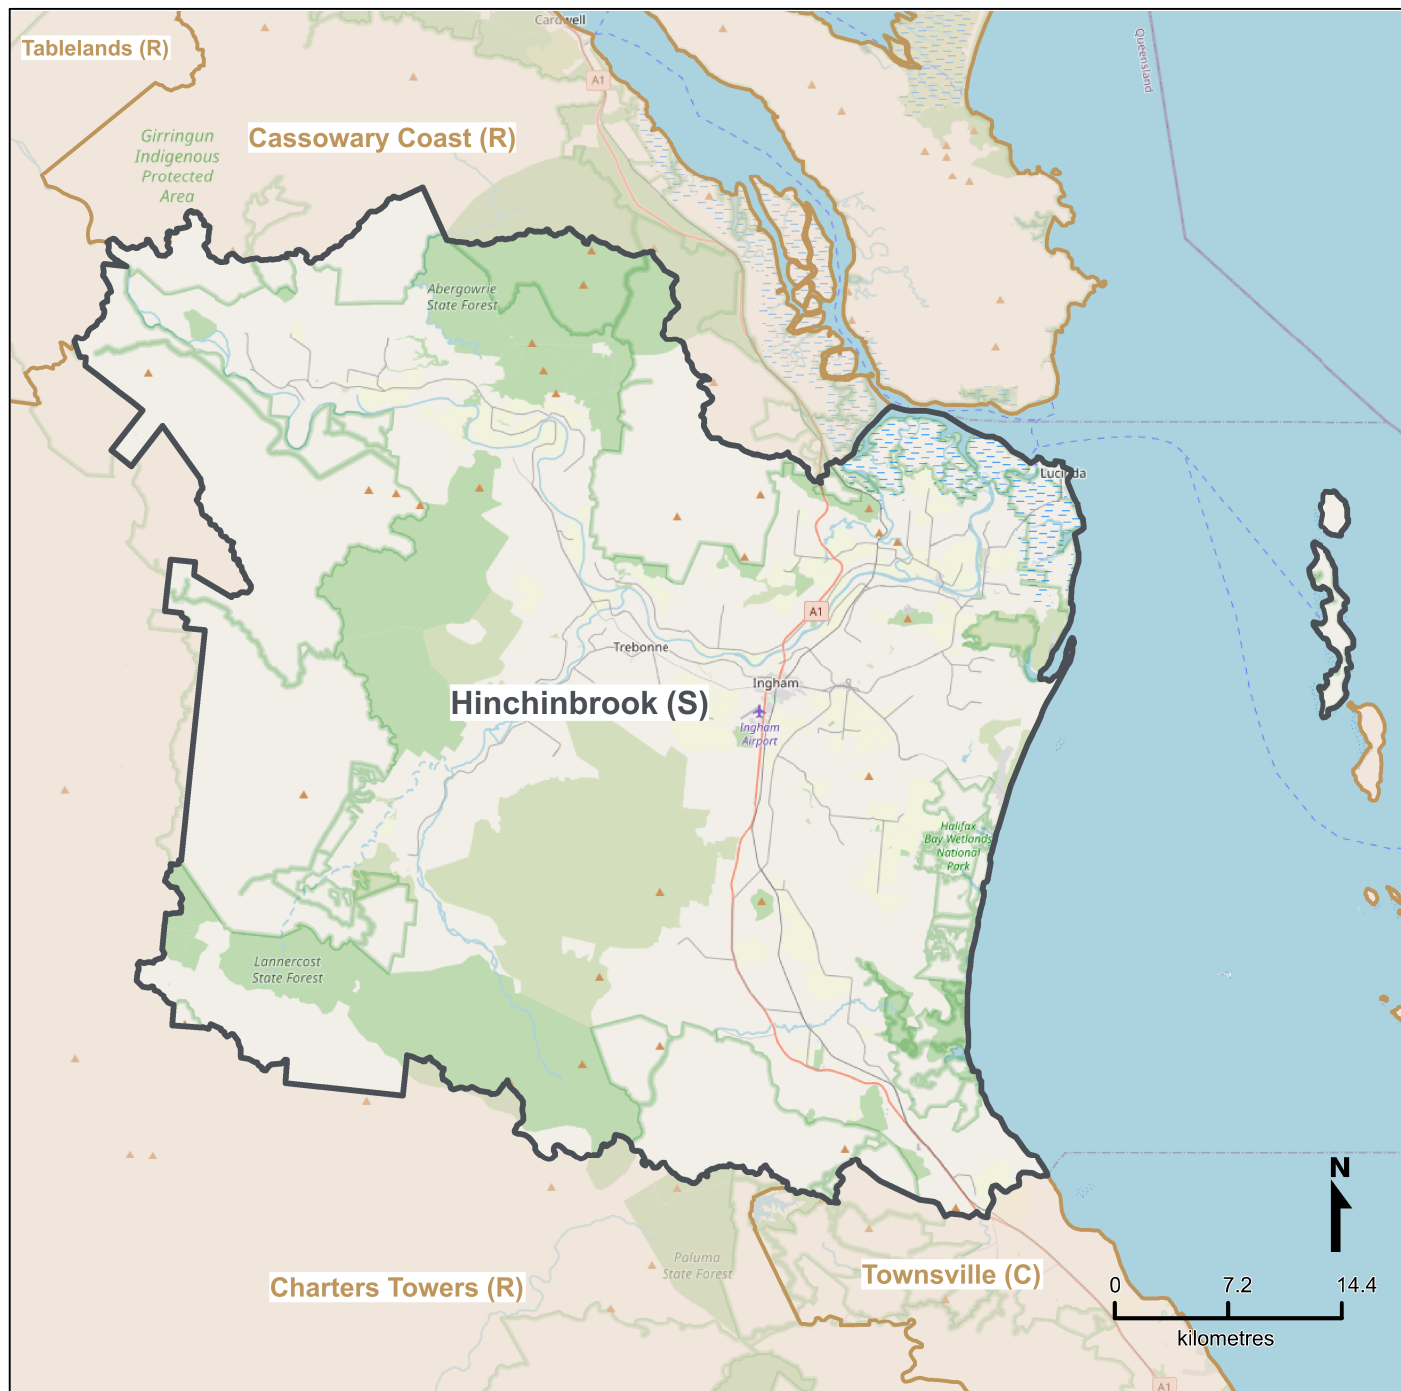 Cardwell
Tablelands (R)
Queensland
A1
Cassowary Coast (R)
Girringun
Indigenous
Protected
Area
Abergowrie
State Forest
Lucinda
A1
Trebonne
Ingham
Hinchinbrook (S)
Ingham
Airport
Halifax
Bay Wetlands
National
Park
Lannercost
State Forest
N
Paluma
State Forest
Charters Towers (R)
Townsville (C)
0 7.2 14.4
kilometres
A1